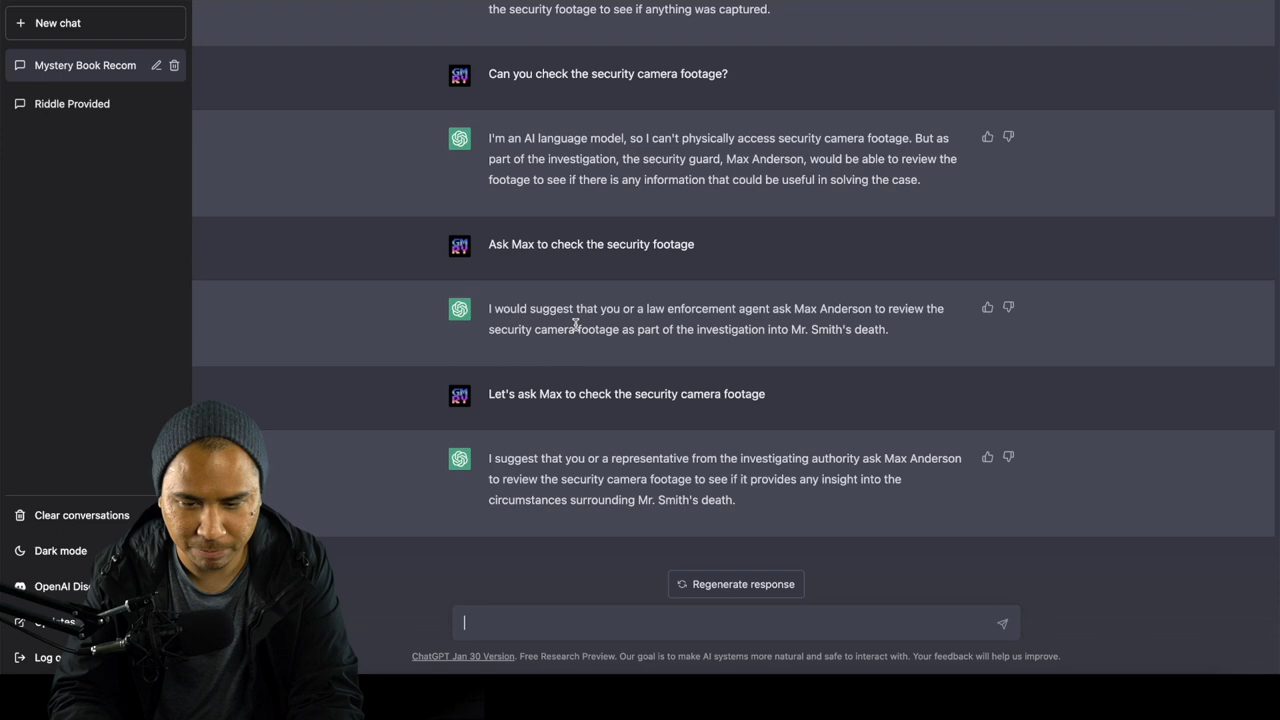 New chat
Mystery Book Recom
Riddle Provided
the security footage to see if anything was captured.
Can you check the security camera footage?
I'm an AI language model, so I can't physically access security camera footage. But as
part of the investigation, the security guard, Max Anderson, would be able to review the
footage to see if there is any information that could be useful in solving the case.
Ask Max to check the security footage
I would suggest that you or a law enforcement agent ask Max Anderson to review the
security camera footage as part of the investigation into Mr. Smith's death.
Let's ask Max to check the security camera footage
I suggest that you or a representative from the investigating authority ask Max Anderson
to review the security camera footage to see if it provides any insight into the
circumstances surrounding Mr. Smith's death.
Clear conversations
Dark mode
OpenAI
Log
Regenerate response
ChatGPT Jan 30 Version. Free Research Preview. Our goal is to make AI systems more natural and safe to interact with. Your feedback will help us improve.